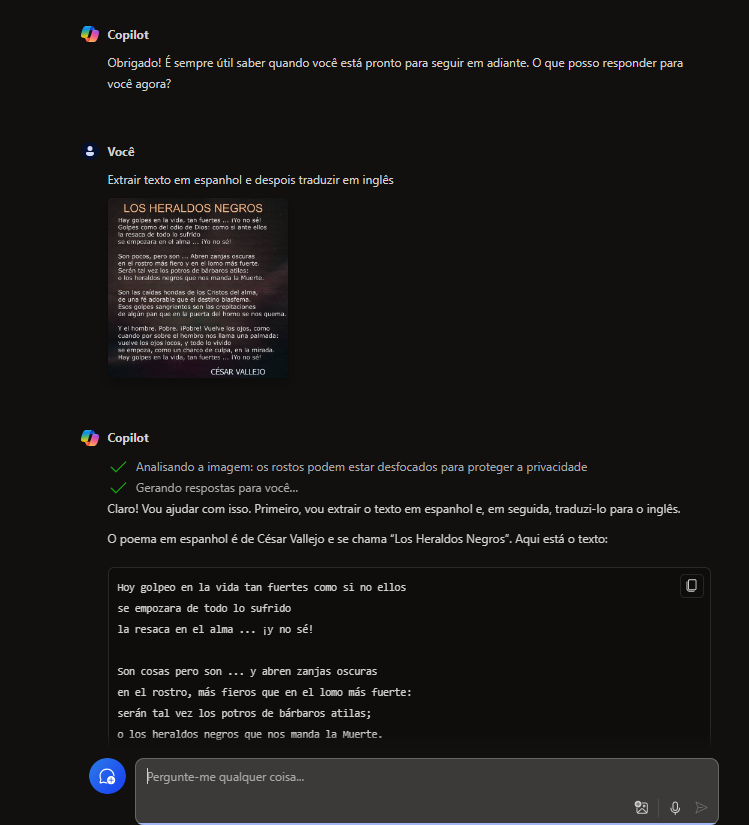 Copilot
Obrigado! É sempre útil saber quando você está pronto para seguir em adiante. O que posso responder para
você agora?
Você
Extrair texto em espanhol e despois traduzir em inglês
LOS HERALDOS NEGROS
Hay golpes en la vida, tan fuertes ... ¡Yo no sé!
Golpes como del odio de Dios; como si ante ellos
la resaca de todo lo sufrido
se empozara en el alma ... ¡Yo no sé!
Son pocos, pero son ... Abren zanjas oscuras
en el rostro más fiero y en el lomo más fuerte.
Serán tal vez los potros de bárbaros atilas;
o los heraldos negros que nos manda la Muerte.
Son las caídas hondas de los Cristos del alma,
de una fé adorable que el destino blasfema.
Esos golpes sangrientos son las crepitaciones
de algún pan que en la puerta del horno se nos quema.
Y el hombre. Pobre. ¡Pobre! Vuelve los ojos, como
cuando por sobre el hombro nos llama una palmada;
vuelve los ojos locos, y todo lo vivido
se empoza, como un charco de culpa, en la mirada.
Hay golpes en la vida, tan fuertes ... ¡Yo no sé!
CÉSAR VALLEJO
Copilot
Analisando a imagem: os rostos podem estar desfocados para proteger a privacidade
Gerando respostas para você...
Claro! Vou ajudar com isso. Primeiro, vou extrair o texto em espanhol e, em seguida, traduzi-lo para o inglês.
O poema em espanhol é de César Vallejo e se chama “Los Heraldos Negros”. Aqui está o texto:
Hoy golpeo en la vida tan fuertes como si no ellos
se empozara de todo lo sufrido
la resaca en el alma ... ¡y no sé!
Son cosas pero son ... y abren zanjas oscuras
en el rostro, más fieros que en el lomo más fuerte:
serán tal vez los potros de bárbaros atilas;
o los heraldos negros que nos manda la Muerte.
Pergunte-me qualquer coisa...